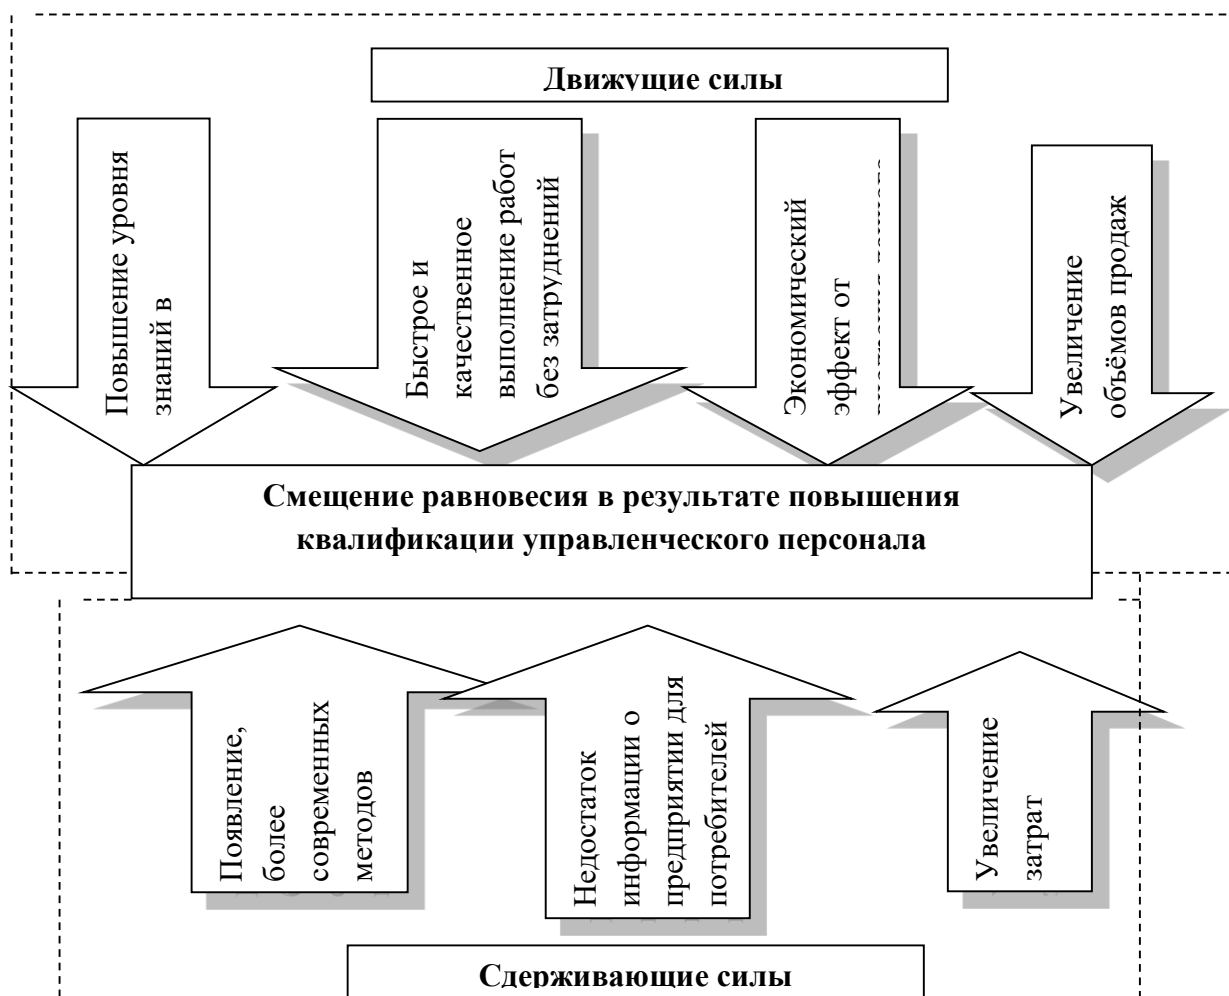 Движущие силы
Повышение уровня
знаний в
Быстрое и
качественное
выполнение работ
без затруднений
Экономический
эффект от
Увеличение
объёмов продаж
Смещение равновесия в результате повышения
квалификации управленческого персонала
Появление,
более
современных
методов
Недостаток
информации о
предприятии для
потребителей
Увеличение
затрат
Сдерживающие силы